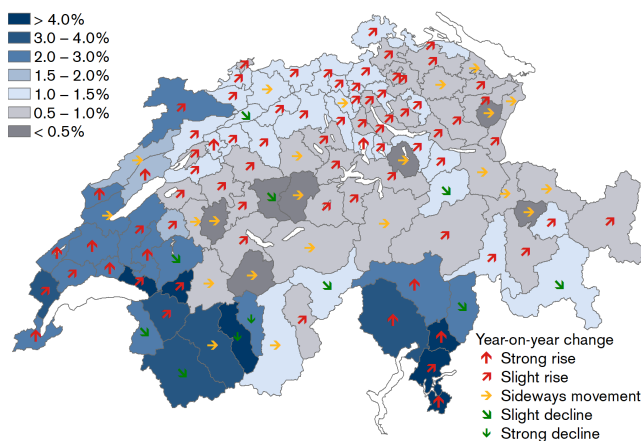 > 4.0%
3.0 – 4.0%
2.0 – 3.0%
1.5 – 2.0%
1.0 – 1.5%
0.5 – 1.0%
< 0.5%
Year-on-year change
Strong rise
Slight rise
Sideways movement
Slight decline
Strong decline